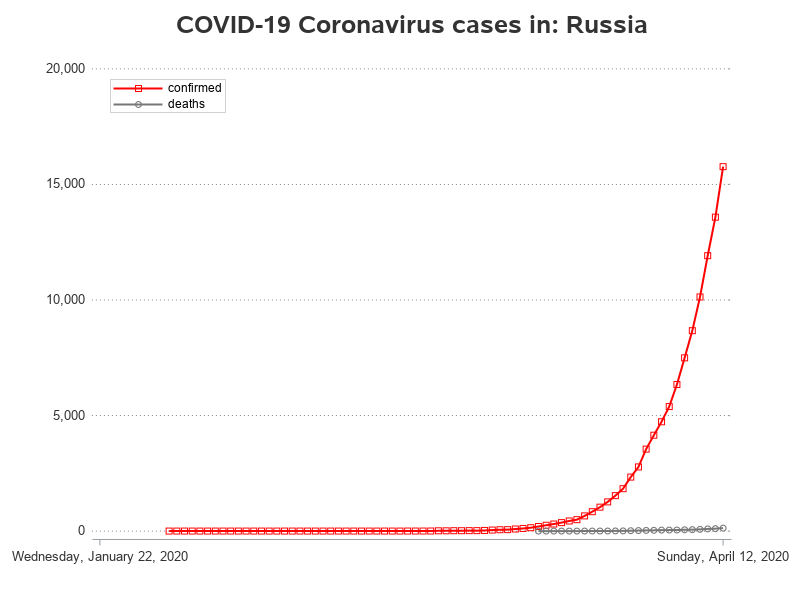 COVID-19 Coronavirus cases in: Russia
20,000
confirmed
deaths
15,000
10,000
5,000
0
Wednesday, January 22, 2020
Sunday, April 12, 2020